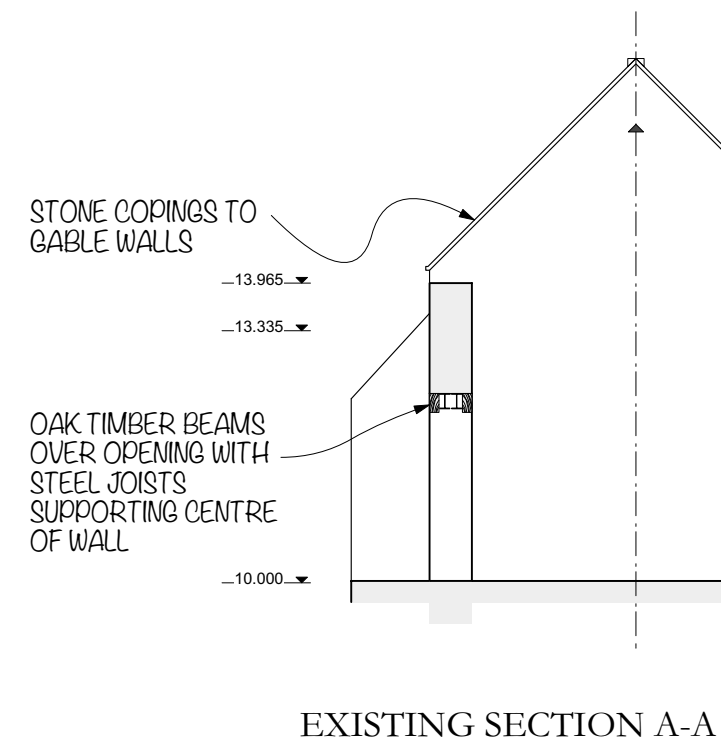 STONE COPINGS TO
GABLE WALLS
13.965
13.335
OAK TIMBER BEAMS
OVER OPENING WITH
STEEL JOISTS
SUPPORTING CENTRE
OF WALL
10.000
EXISTING SECTION A-A